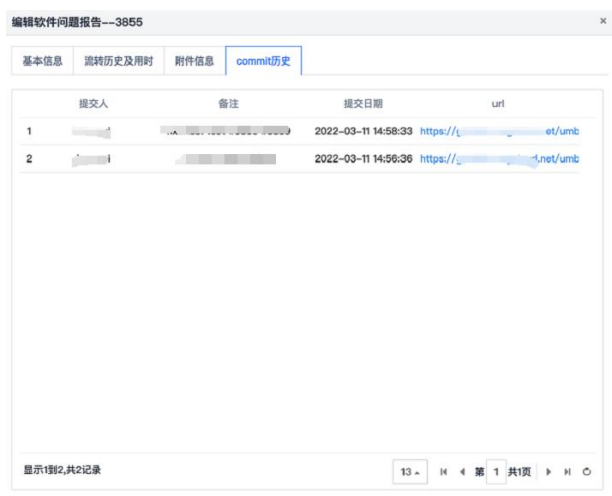 编辑软件问题报告--3855 ×
基本信息 流转历史及用时 附件信息 commit历史
提交人 备注 提交日期 url
1 2022-03-11 14:58:33 https:// et/umb
2 2022-03-11 14:56:36 https:// .net/umb
显示1到2,共2记录 13 第 1 共1页